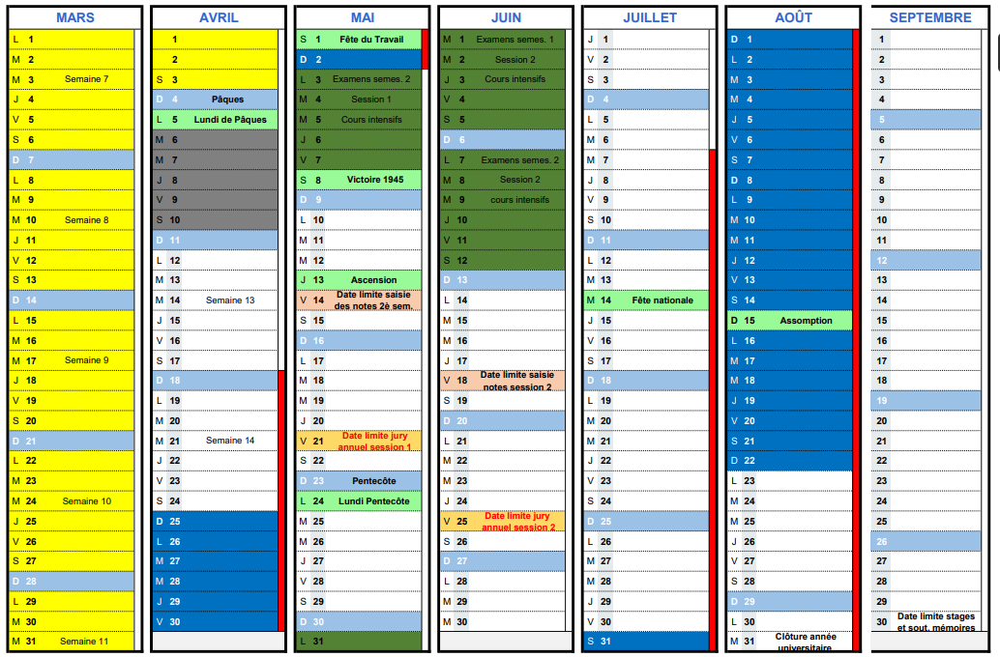 MARS
L 1
M 2
M 3 Semaine 7
J 4
V 5
S 6
D 7
L 8
M 9
M 10 Semaine 8
J 11
V 12
S 13
D 14
L 15
M 16
M 17 Semaine 9
J 18
V 19
S 20
D 21
L 22
M 23
M 24 Semaine 10
J 25
V 26
S 27
D 28
L 29
M 30
M 31 Semaine 11
AVRIL
1
2
S 3
D 4 Pâques
L 5 Lundi de Pâques
M 6
M 7
J 8
V 9
S 10
D 11
L 12
M 13
M 14 Semaine 13
J 15
V 16
S 17
D 18
L 19
M 20
M 21 Semaine 14
J 22
V 23
S 24
D 25
L 26
M 27
M 28
J 29
V 30
MAI
S 1 Fête du Travail
D 2
L 3 Examens semes. 2
M 4 Session 1
M 5 Cours intensifs
J 6
V 7
S 8 Victoire 1945
D 9
L 10
M 11
M 12
J 13 Ascension
V 14 Date limite saisie
des notes 2è sem.
S 15
D 16
L 17
M 18
M 19
J 20
V 21 Date limite jury
annuel session 1
S 22
D 23 Pentecôte
L 24 Lundi Pentecôte
M 25
M 26
J 27
V 28
S 29
D 30
L 31
JUIN
M 1 Examens semes. 1
M 2 Session 2
J 3 Cours intensifs
V 4
S 5
D 6
L 7 Examens semes. 2
M 8 Session 2
M 9 cours intensifs
J 10
V 11
S 12
D 13
L 14
M 15
M 16
J 17
V 18 Date limite saisie
notes session 2
S 19
D 20
L 21
M 22
M 23
J 24
V 25 Date limite jury
annuel session 2
S 26
D 27
L 28
M 29
M 30
JUILLET
J 1
V 2
S 3
D 4
L 5
M 6
M 7
J 8
V 9
S 10
D 11
L 12
M 13
M 14 Fête nationale
J 15
V 16
S 17
D 18
L 19
M 20
M 21
J 22
V 23
S 24
D 25
L 26
M 27
M 28
J 29
V 30
S 31
AOÛT
D 1
L 2
M 3
M 4
J 5
V 6
S 7
D 8
L 9
M 10
M 11
J 12
V 13
S 14
D 15 Assomption
L 16
M 17
M 18
J 19
V 20
S 21
D 22
L 23
M 24
M 25
J 26
V 27
S 28
D 29
L 30
M 31 Clôture année
universitaire
SEPTEMBRE
1
2
3
4
5
6
7
8
9
10
11
12
13
14
15
16
17
18
19
20
21
22
23
24
25
26
27
28
29
30 Date limite stages
et sout. mémoires